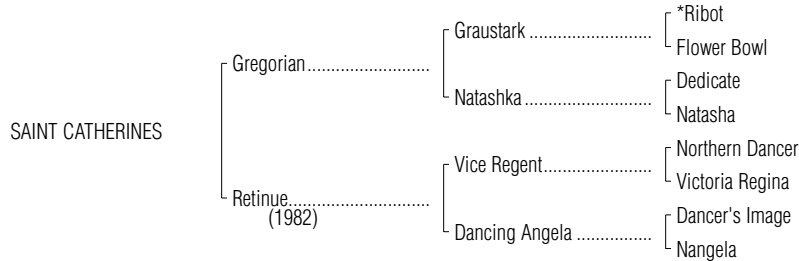 *Ribot
Graustark ............................
Flower Bowl
Gregorian............................
Dedicate
Natashka ............................
Natasha
SAINT CATHERINES
Northern Dancer
Vice Regent.........................
Victoria Regina
Retinue................................
(1982)
Dancer's Image
Dancing Angela .................
Nangela